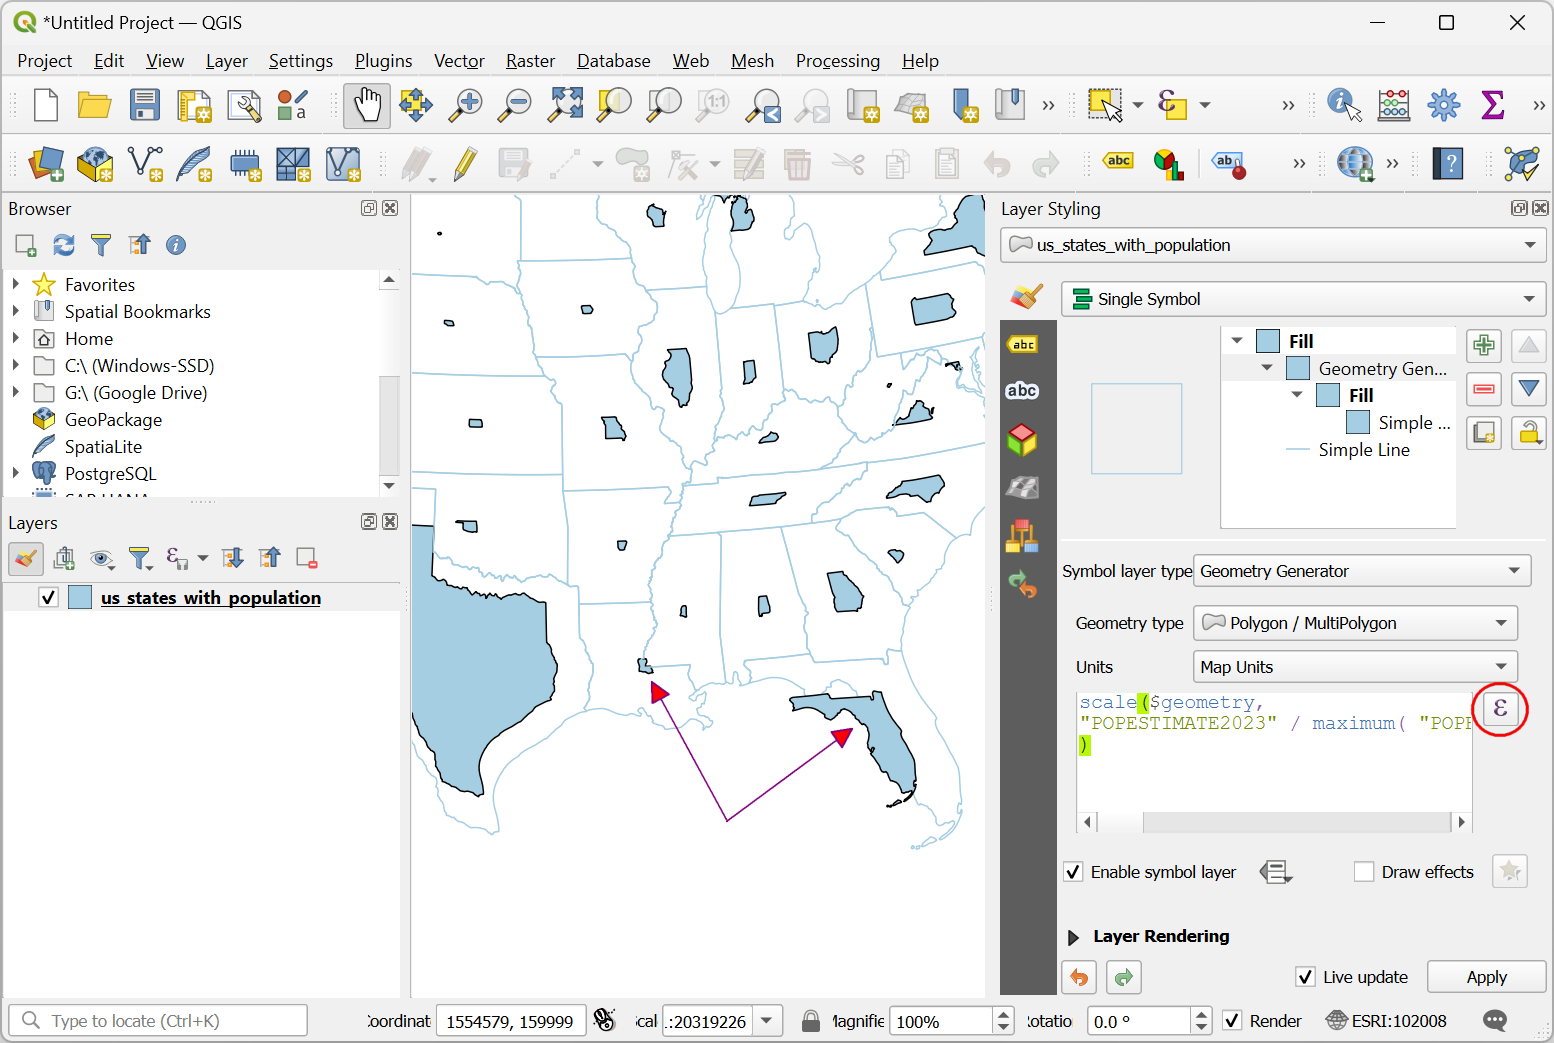 *Untitled Project — QGIS
Project Edit View Layer Settings Plugins Vector Raster Database Web Mesh Processing Help
Browser
Favorites
Spatial Bookmarks
Home
C:\ (Windows-SSD)
G:\ (Google Drive)
GeoPackage
SpatiaLite
PostgreSQL
SAP HANA
Layers
us_states_with_population
Layer Styling
us_states_with_population
Single Symbol
Fill
Geometry Gen...
Fill
Simple ...
Simple Line
Symbol layer type Geometry Generator
Geometry type Polygon / MultiPolygon
Units Map Units
scale($geometry,
"POPESTIMATE2023" / maximum( "POPE
)
ε
Enable symbol layer Draw effects
Layer Rendering
Live update Apply
Type to locate (Ctrl+K) Coordinat 1554579, 159999 Scal .:20319226 Magnifie 100% Rotatio 0.0 ° Render ESRI:102008